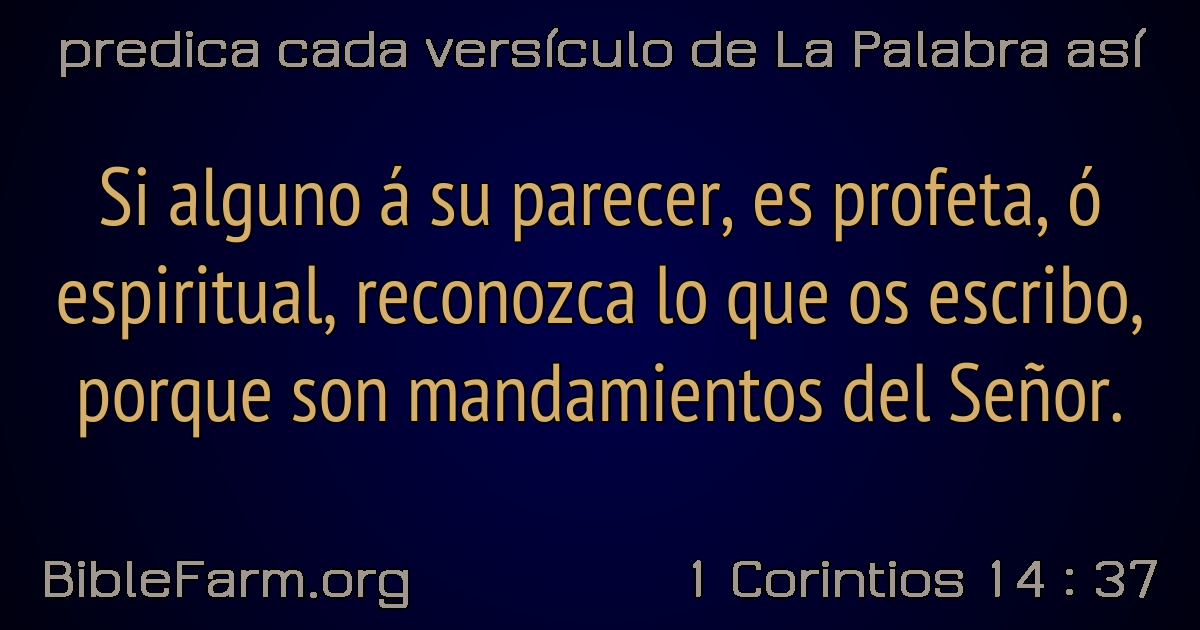 predica cada versículo de La Palabra así
Si alguno á su parecer, es profeta, ó
espiritual, reconozca lo que os escribo,
porque son mandamientos del Señor.
BibleFarm.org
1 Corintios 14 : 37